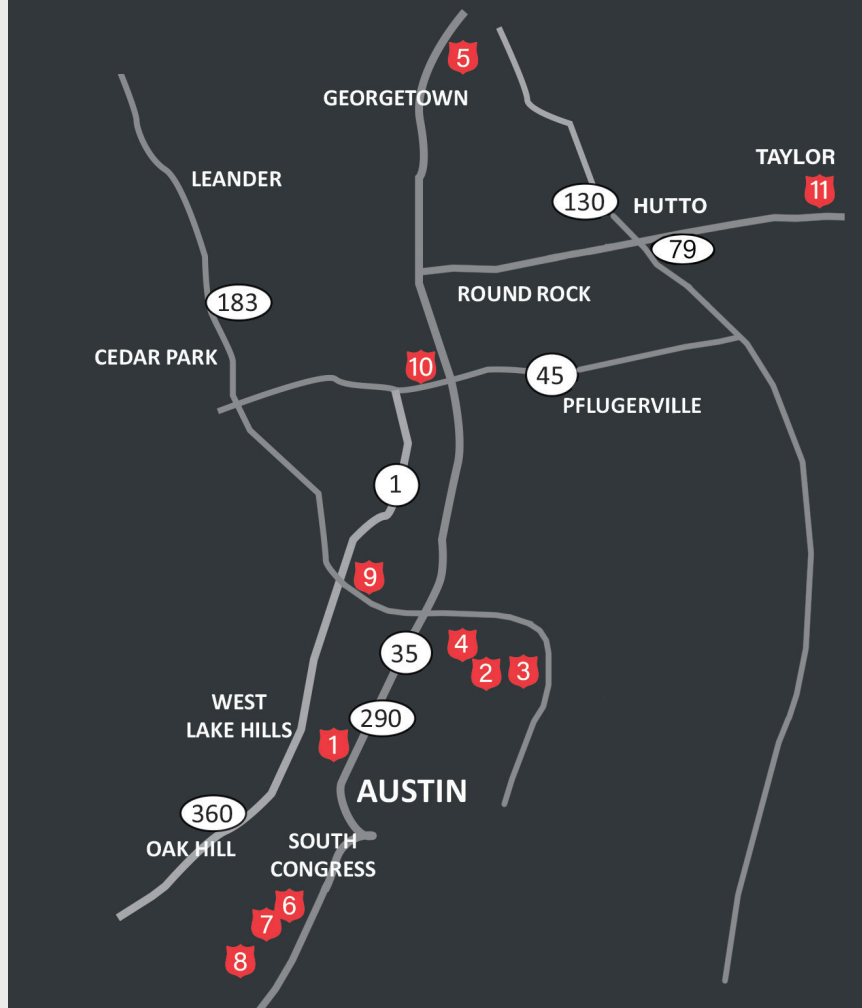 5
GEORGETOWN
TAYLOR
LEANDER
11
130
HUTTO
79
ROUND ROCK
183
CEDAR PARK
10
45
PFLUGERVILLE
1
9
35
4
2
3
WEST
LAKE HILLS
290
1
AUSTIN
360
OAK HILL
SOUTH
CONGRESS
6
7
8